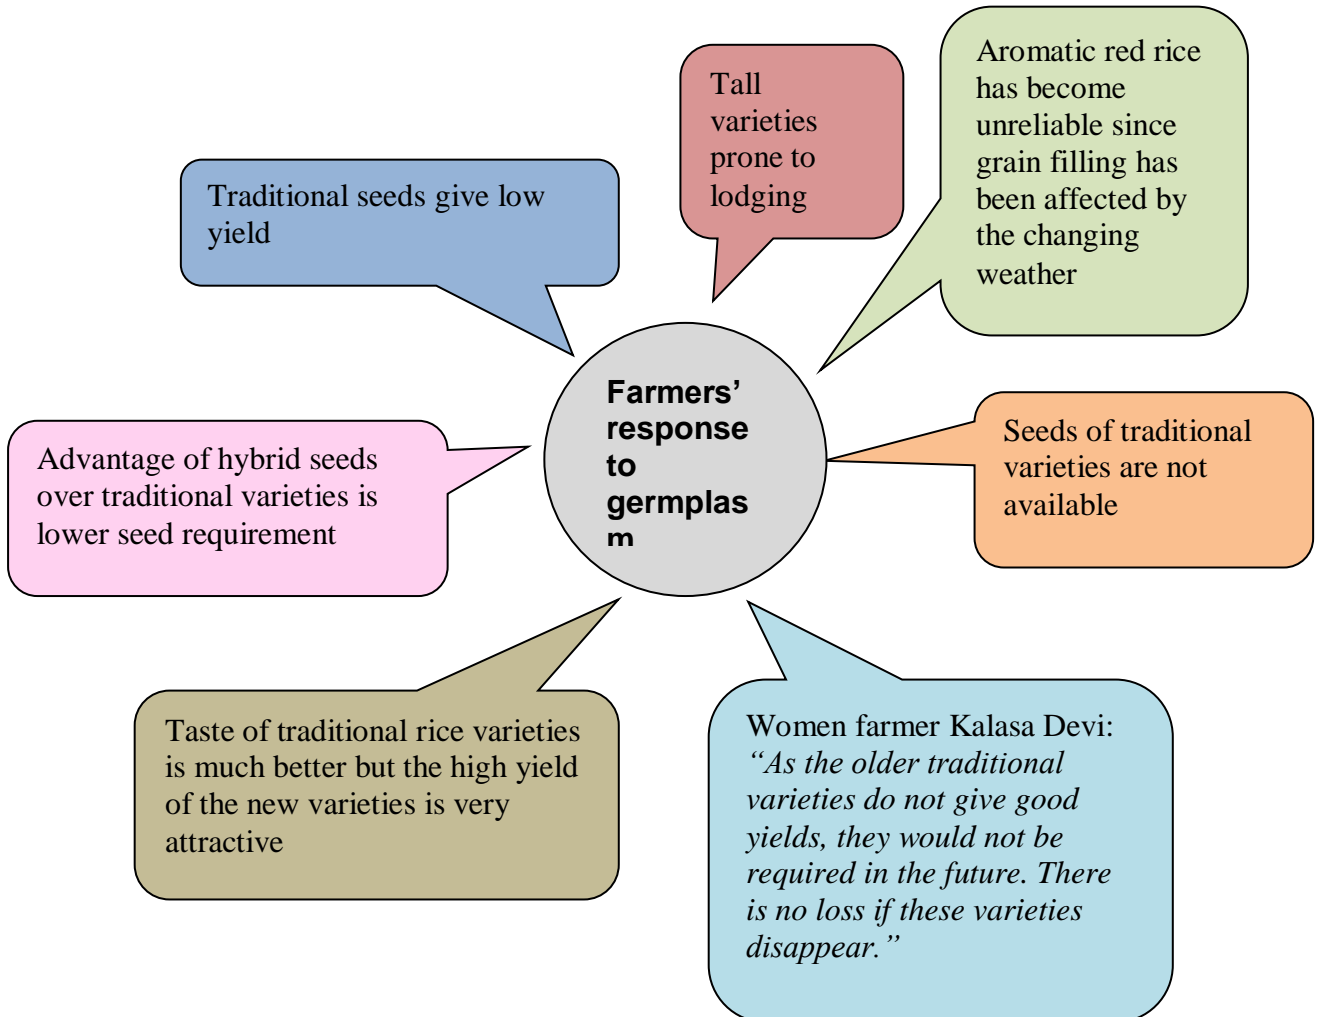 Tall
varieties
prone to
lodging
Aromatic red rice
has become
unreliable since
grain filling has
been affected by
the changing
weather
Traditional seeds give low
yield
Farmers’
response
to
germplas
m
Advantage of hybrid seeds
over traditional varieties is
lower seed requirement
Seeds of traditional
varieties are not
available
Taste of traditional rice varieties
is much better but the high yield
of the new varieties is very
attractive
Women farmer Kalasa Devi:
“As the older traditional
varieties do not give good
yields, they would not be
required in the future. There
is no loss if these varieties
disappear.”